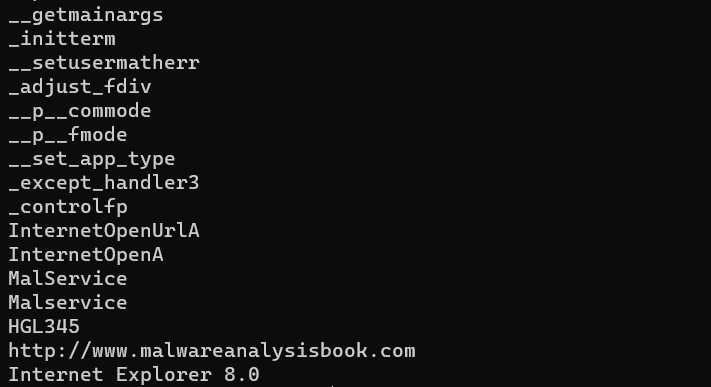 __getmainargs
_initterm
__setusermatherr
_adjust_fdiv
__p__commode
__p__fmode
__set_app_type
_except_handler3
_controlfp
InternetOpenUrlA
InternetOpenA
MalService
Malservice
HGL345
http://www.malwareanalysisbook.com
Internet Explorer 8.0